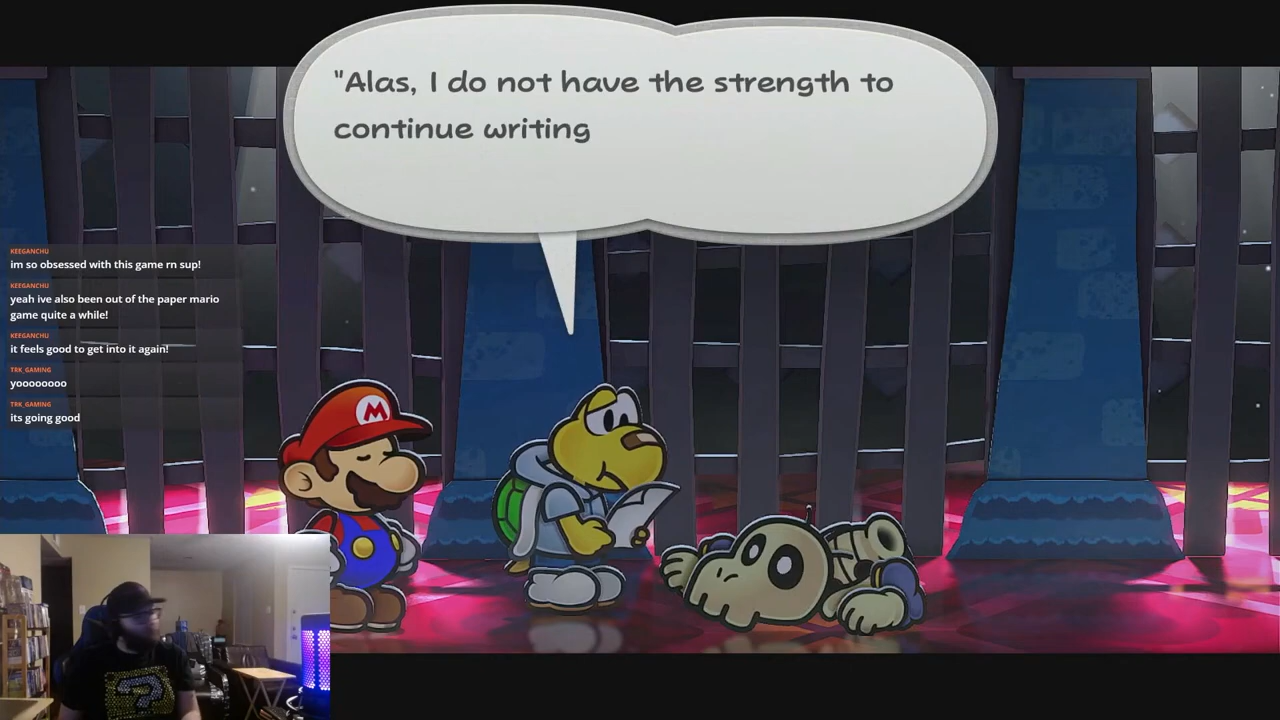 "Alas, I do not have the strength to
continue writing
KEEGANCHU
im so obsessed with this game rn sup!
KEEGANCHU
yeah ive also been out of the paper mario
game quite a while!
KEEGANCHU
it feels good to get into it again!
TRK_GAMING
yoooooooo
TRK_GAMING
its going good
M
?